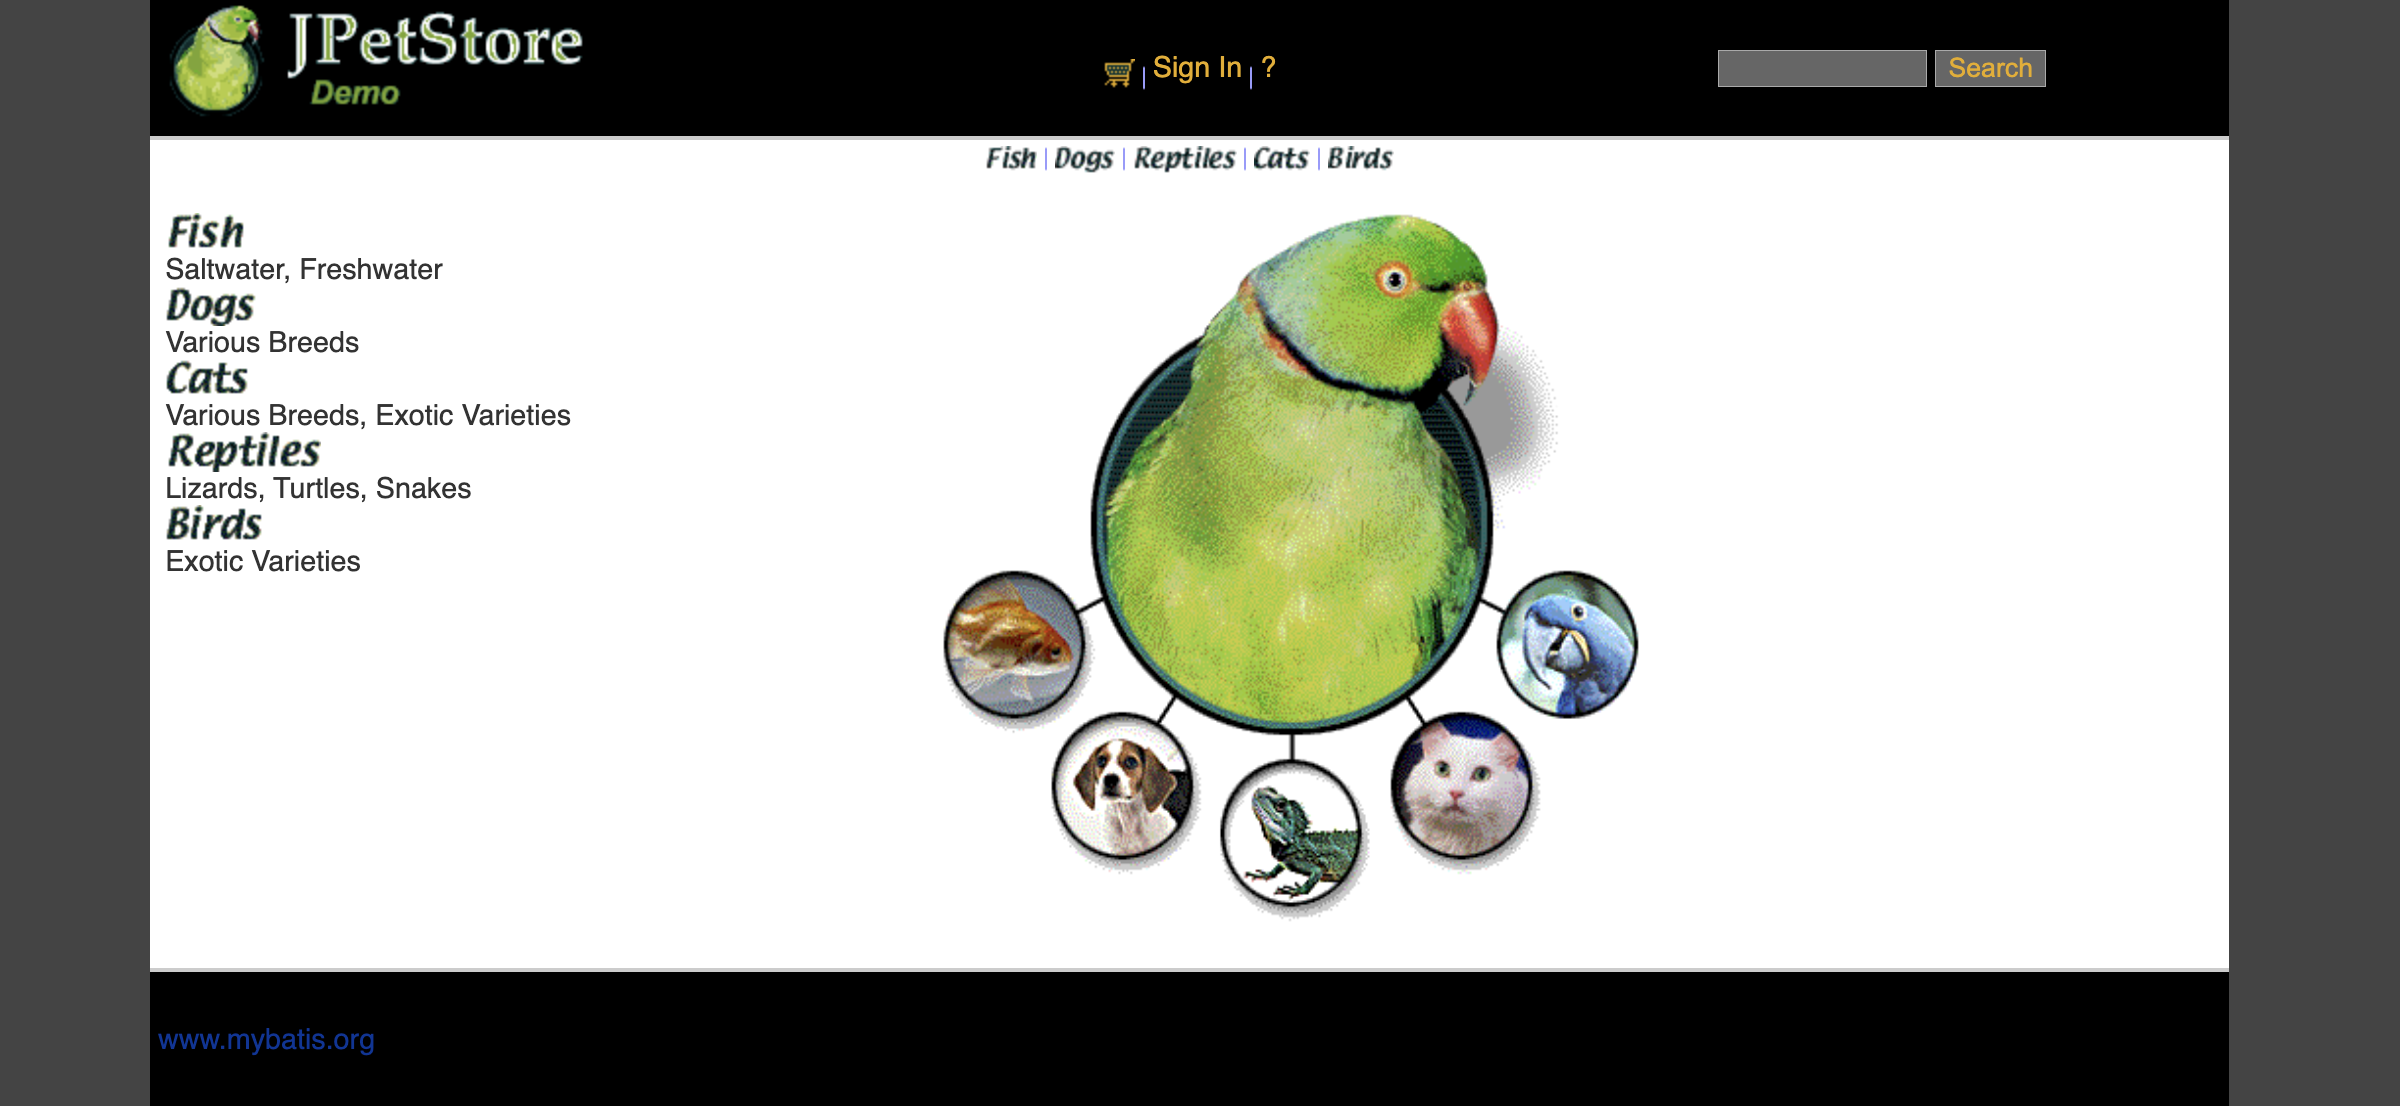 JPetStore
Demo
Sign In | ?
Search
Fish | Dogs | Reptiles | Cats | Birds
Fish
Saltwater, Freshwater
Dogs
Various Breeds
Cats
Various Breeds, Exotic Varieties
Reptiles
Lizards, Turtles, Snakes
Birds
Exotic Varieties
www.mybatis.org